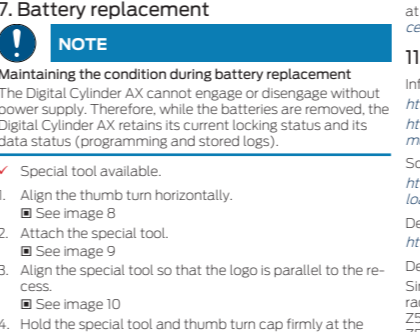 7. Battery replacement
NOTE
Maintaining the condition during battery replacement
The Digital Cylinder AX cannot engage or disengage without
power supply. Therefore, while the batteries are removed, the
Digital Cylinder AX retains its current locking status and its
data status (programming and stored logs).
✓ Special tool available.
1. Align the thumb turn horizontally.
▣ See image 8
2. Attach the special tool.
▣ See image 9
3. Align the special tool so that the logo is parallel to the re-
cess.
▣ See image 10
4. Hold the special tool and thumb turn cap firmly at the
at
11